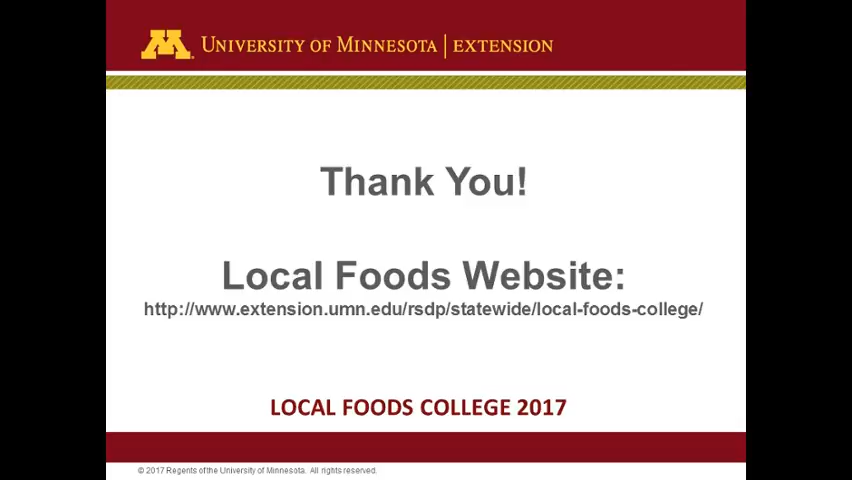 M
UNIVERSITY OF MINNESOTA | EXTENSION
Thank You!
Local Foods Website:
http://www.extension.umn.edu/rsdp/statewide/local-foods-college/
LOCAL FOODS COLLEGE 2017
© 2017 Regents of the University of Minnesota. All rights reserved.